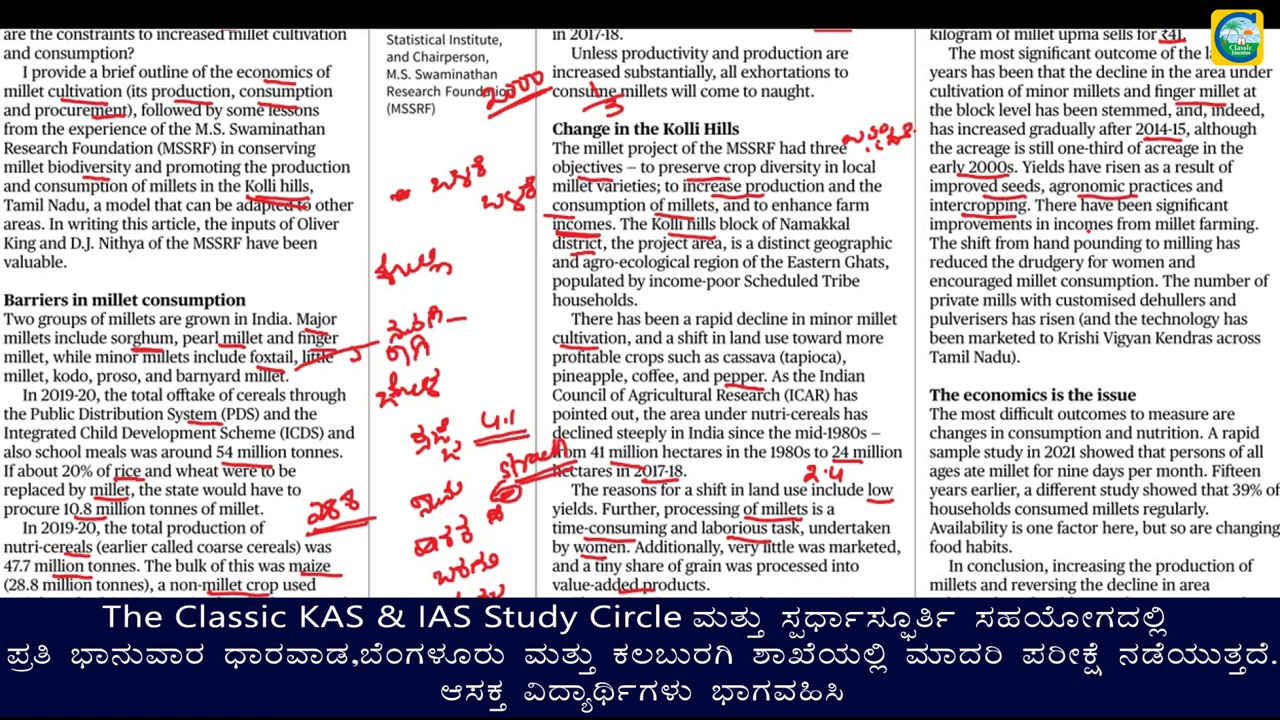 are the constraints to increased millet cultivation
and consumption?
I provide a brief outline of the economics of
millet cultivation (its production, consumption
and procurement), followed by some lessons
from the experience of the M.S. Swaminathan
Research Foundation (MSSRF) in conserving
millet biodiversity and promoting the production
and consumption of millets in the Kolli hills,
Tamil Nadu, a model that can be adapted to other
areas. In writing this article, the inputs of Oliver
King and D.J. Nithya of the MSSRF have been
valuable.
Barriers in millet consumption
Two groups of millets are grown in India. Major
millets include sorghum, pearl millet and finger
millet, while minor millets include foxtail, little
millet, kodo, proso, and barnyard millet.
In 2019-20, the total offtake of cereals through
the Public Distribution System (PDS) and the
Integrated Child Development Scheme (ICDS) and
also school meals was around 54 million tonnes.
If about 20% of rice and wheat were to be
replaced by millet, the state would have to
procure 10.8 million tonnes of millet.
In 2019-20, the total production of
nutri-cereals (earlier called coarse cereals) was
47.7 million tonnes. The bulk of this was maize
(28.8 million tonnes), a non-millet crop used
Statistical Institute,
and Chairperson,
M.S. Swaminathan
Research Foundation
(MSSRF)
2000
ರಾಗಿ
4.1
28.8
in 2017-18.
Unless productivity and production are
increased substantially, all exhortations to
consume millets will come to naught.
1/3
Change in the Kolli Hills
The millet project of the MSSRF had three
objectives – to preserve crop diversity in local
millet varieties; to increase production and the
consumption of millets, and to enhance farm
incomes. The Kolli hills block of Namakkal
district, the project area, is a distinct geographic
and agro-ecological region of the Eastern Ghats,
populated by income-poor Scheduled Tribe
households.
There has been a rapid decline in minor millet
cultivation, and a shift in land use toward more
profitable crops such as cassava (tapioca),
pineapple, coffee, and pepper. As the Indian
Council of Agricultural Research (ICAR) has
pointed out, the area under nutri-cereals has
declined steeply in India since the mid-1980s –
from 41 million hectares in the 1980s to 24 million
hectares in 2017-18.
2.4
The reasons for a shift in land use include low
yields. Further, processing of millets is a
time-consuming and laborious task, undertaken
by women. Additionally, very little was marketed,
and a tiny share of grain was processed into
value-added products.
kilogram of millet upma sells for ₹41.
The most significant outcome of the
years has been that the decline in the area under
cultivation of minor millets and finger millet at
the block level has been stemmed, and, indeed,
has increased gradually after 2014-15, although
the acreage is still one-third of acreage in the
early 2000s. Yields have risen as a result of
improved seeds, agronomic practices and
intercropping. There have been significant
improvements in incomes from millet farming.
The shift from hand pounding to milling has
reduced the drudgery for women and
encouraged millet consumption. The number of
private mills with customised dehullers and
pulverisers has risen (and the technology has
been marketed to Krishi Vigyan Kendras across
Tamil Nadu).
The economics is the issue
The most difficult outcomes to measure are
changes in consumption and nutrition. A rapid
sample study in 2021 showed that persons of all
ages ate millet for nine days per month. Fifteen
years earlier, a different study showed that 39% of
households consumed millets regularly.
Availability is one factor here, but so are changing
food habits.
In conclusion, increasing the production of
millets and reversing the decline in area
Classic
Education
The Classic KAS & IAS Study Circle ಮತ್ತು ಸ್ಪರ್ಧಾಸ್ಫೂರ್ತಿ ಸಹಯೋಗದಲ್ಲಿ
ಪ್ರತಿ ಭಾನುವಾರ ಧಾರವಾಡ,ಬೆಂಗಳೂರು ಮತ್ತು ಕಲಬುರಗಿ ಶಾಖೆಯಲ್ಲಿ ಮಾದರಿ ಪರೀಕ್ಷೆ ನಡೆಯುತ್ತದೆ.
ಆಸಕ್ತ ವಿದ್ಯಾರ್ಥಿಗಳು ಭಾಗವಹಿಸಿ